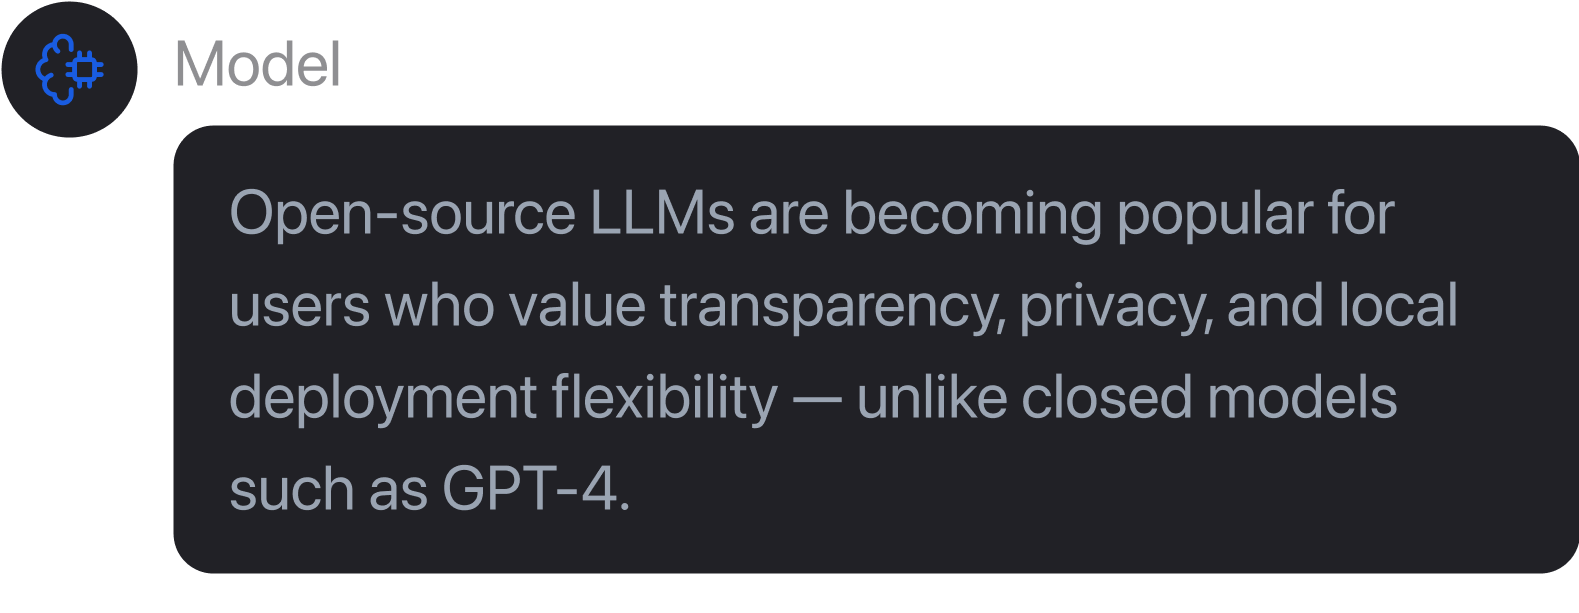 Model
Open-source LLMs are becoming popular for
users who value transparency, privacy, and local
deployment flexibility — unlike closed models
such as GPT-4.